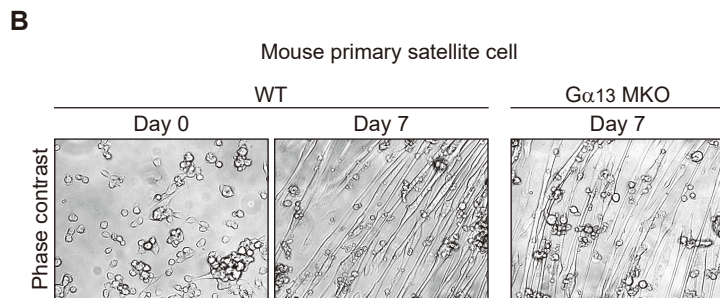 B
Mouse primary satellite cell
WT
Gα13 MKO
Day 0
Day 7
Day 7
Phase contrast